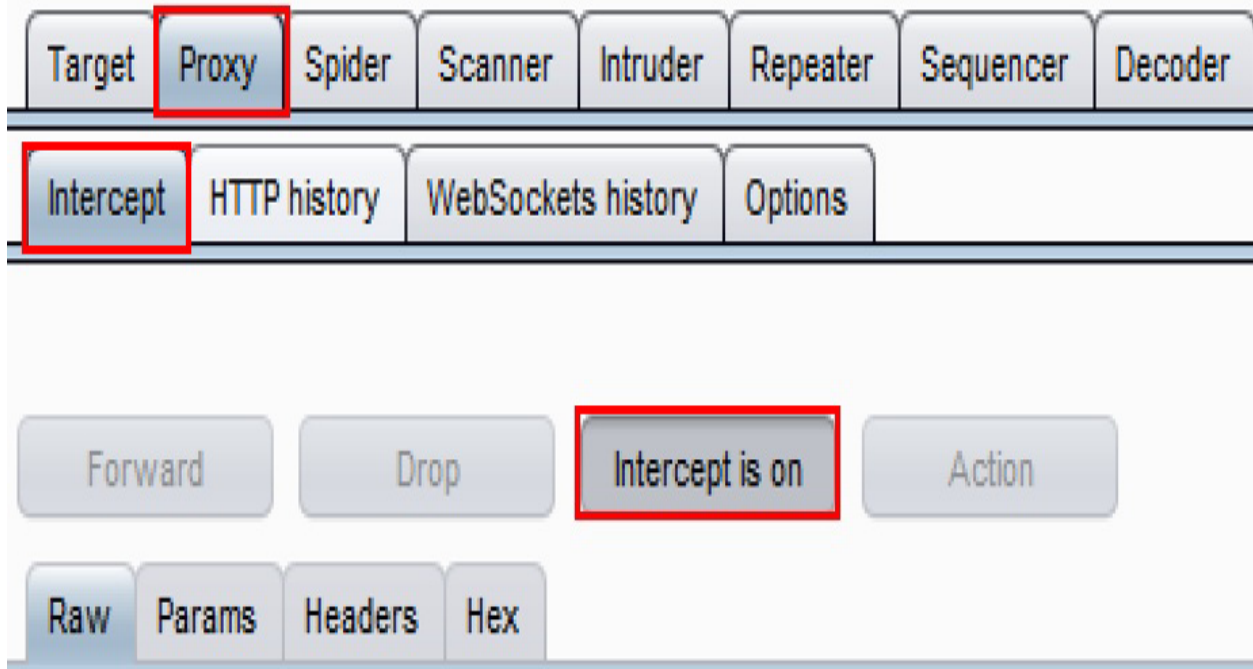 Target Proxy Spider Scanner Intruder Repeater Sequencer Decoder
Intercept HTTP history WebSockets history Options
Forward Drop Intercept is on Action
Raw Params Headers Hex